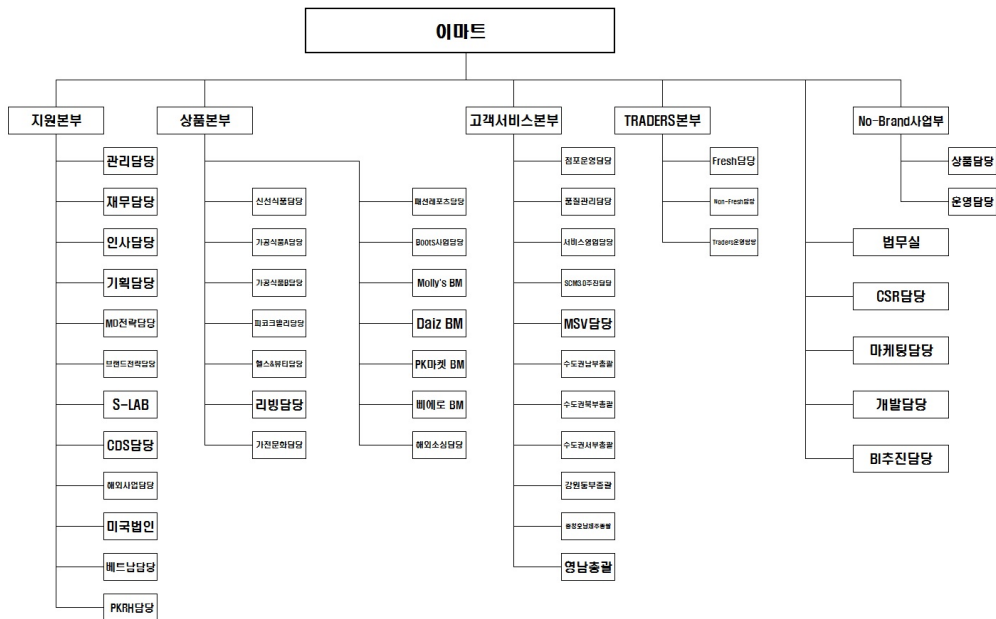 이마트
지원본부
관리담당
재무담당
인사담당
기획담당
MD전략담당
브랜드전략담당
S-LAB
CDS담당
해외사업담당
미국법인
베트남담당
PKRH담당
상품본부
신선식품담당
가공식품A담당
가공식품B담당
피코크델리담당
헬스&뷰티담당
리빙담당
가전문화담당
패션레포츠담당
Boots사업담당
Molly's BM
Daiz BM
PK마켓 BM
삐에로 BM
해외소싱담당
고객서비스본부
점포운영담당
품질관리담당
서비스영업담당
SCM3.0추진담당
MSV담당
수도권남부총괄
수도권북부총괄
수도권서부총괄
강원동부총괄
충청호남제주총괄
영남총괄
TRADERS본부
Fresh담당
Non-Fresh담당
Traders운영담당
No-Brand사업부
상품담당
운영담당
법무실
CSR담당
마케팅담당
개발담당
BI추진담당